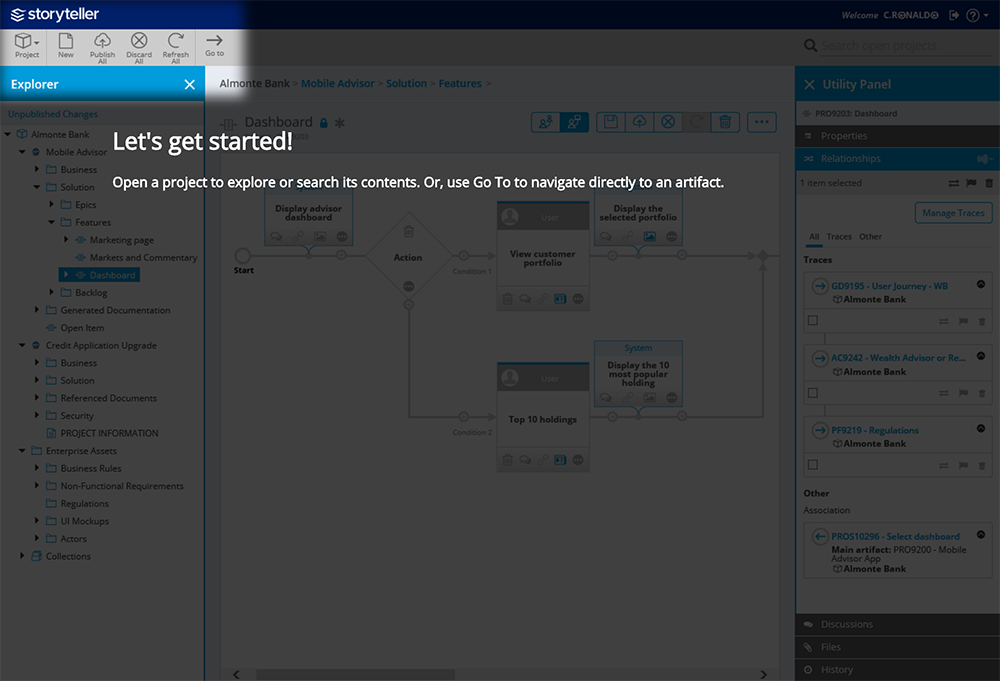 storyteller
Welcome C.RONALDO
Project
New
Publish All
Discard All
Refresh All
Go to
Search open projects
Explorer
Almonte Bank > Mobile Advisor > Solution > Features >
Utility Panel
Unpublished Changes
Dashboard
PRO9203: Dashboard
Let's get started!
Open a project to explore or search its contents. Or, use Go To to navigate directly to an artifact.
Almonte Bank
Mobile Advisor
Business
Solution
Epics
Features
Marketing page
Markets and Commentary
Dashboard
Backlog
Generated Documentation
Open Item
Credit Application Upgrade
Business
Solution
Referenced Documents
Security
PROJECT INFORMATION
Enterprise Assets
Business Rules
Non-Functional Requirements
Regulations
UI Mockups
Actors
Collections
Start
Display advisor dashboard
Action
Condition 1
Condition 2
User
View customer portfolio
Display the selected portfolio
User
Top 10 holdings
System
Display the 10 most popular holding
Properties
Relationships
1 item selected
Manage Traces
All Traces Other
Traces
GD9195 - User Journey - WB
Almonte Bank
AC9242 - Wealth Advisor or Re...
Almonte Bank
PF9219 - Regulations
Almonte Bank
Other
Association
PROS10296 - Select dashboard
Main artifact: PRO9200 - Mobile
Advisor App
Almonte Bank
Discussions
Files
History